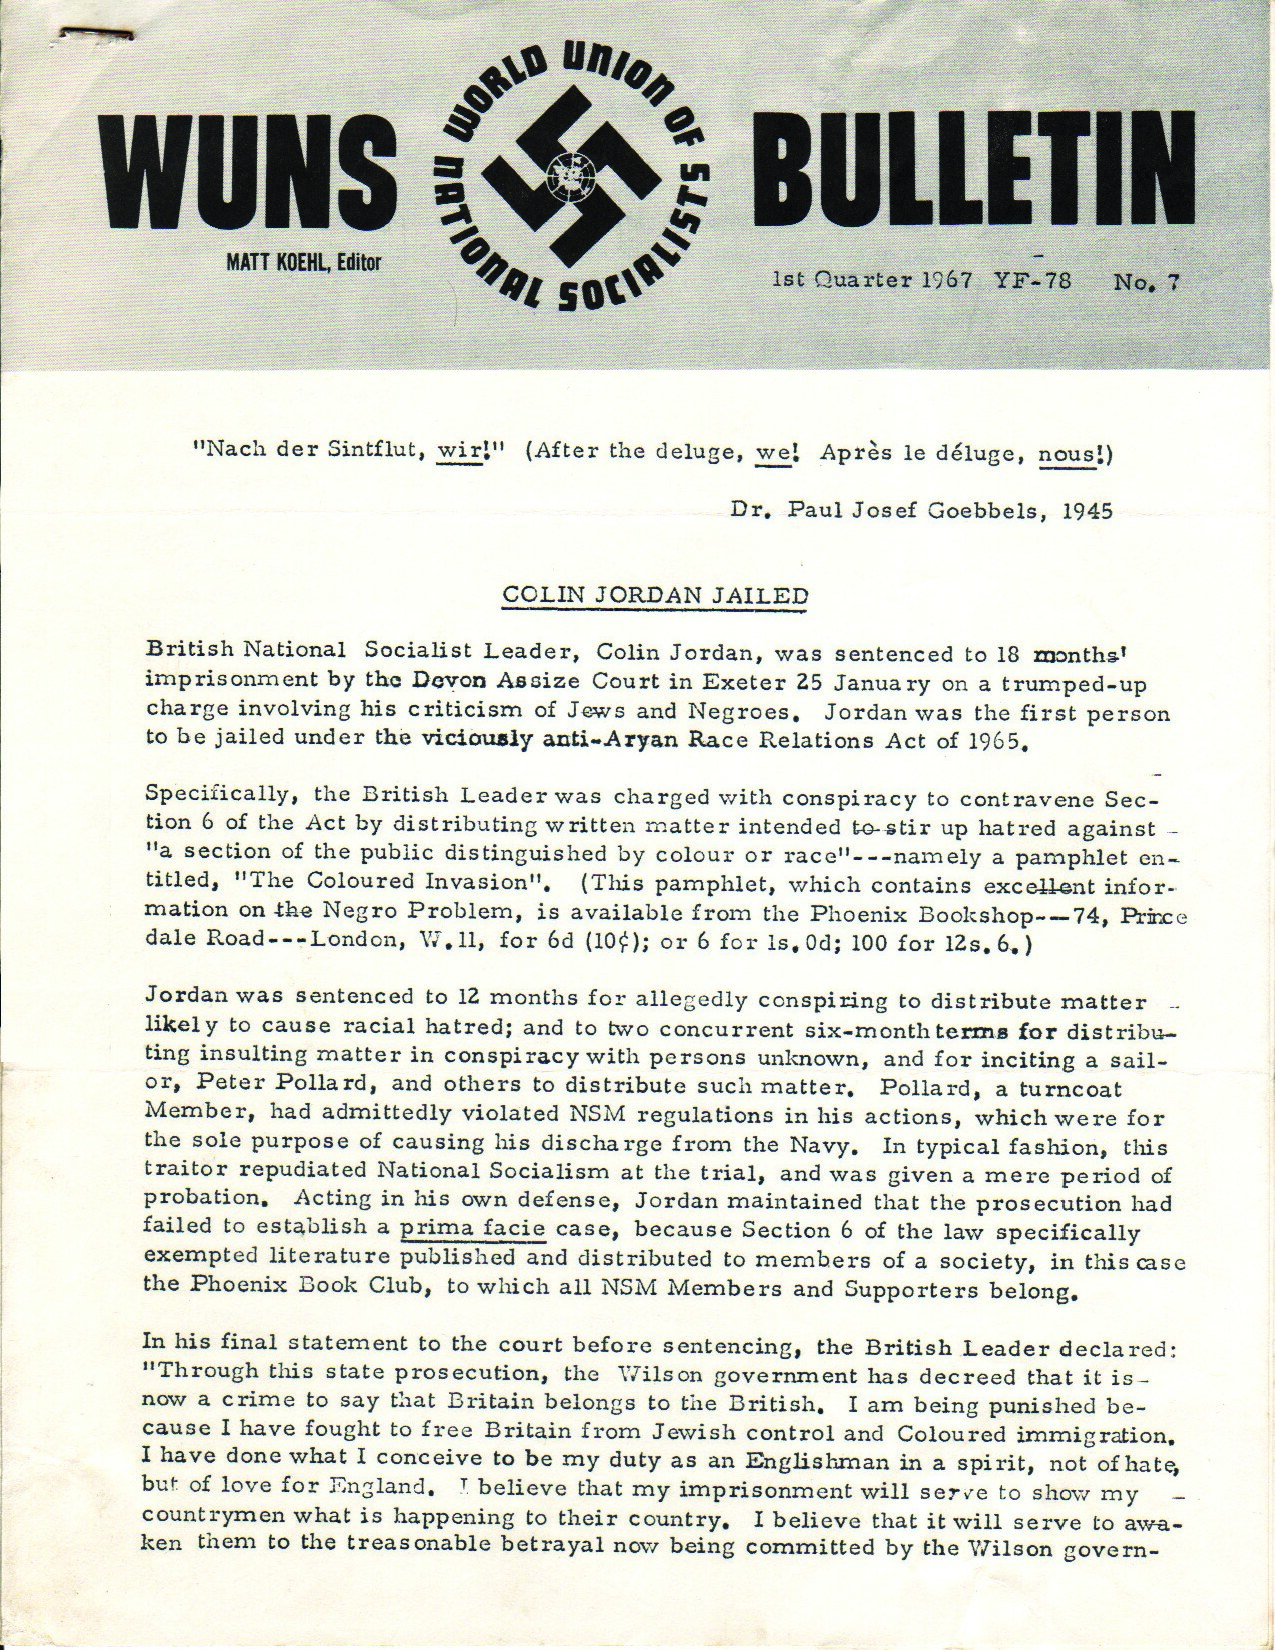 WUNS
WORLD UNION OF NATIONAL SOCIALISTS
BULLETIN
MATT KOEHL, Editor
1st Quarter 1967 YF-78 No. 7
"Nach der Sintflut, wir!" (After the deluge, we! Après le déluge, nous!)
Dr. Paul Josef Goebbels, 1945
COLIN JORDAN JAILED
British National Socialist Leader, Colin Jordan, was sentenced to 18 months'
imprisonment by the Devon Assize Court in Exeter 25 January on a trumped-up
charge involving his criticism of Jews and Negroes. Jordan was the first person
to be jailed under the viciously anti-Aryan Race Relations Act of 1965.
Specifically, the British Leader was charged with conspiracy to contravene Sec-
tion 6 of the Act by distributing written matter intended to stir up hatred against
"a section of the public distinguished by colour or race"---namely a pamphlet en-
titled, "The Coloured Invasion". (This pamphlet, which contains excellent infor-
mation on the Negro Problem, is available from the Phoenix Bookshop---74, Prince
dale Road---London, W.11, for 6d (10¢); or 6 for 1s.0d; 100 for 12s.6.)
Jordan was sentenced to 12 months for allegedly conspiring to distribute matter
likely to cause racial hatred; and to two concurrent six-month terms for distribu-
ting insulting matter in conspiracy with persons unknown, and for inciting a sail-
or, Peter Pollard, and others to distribute such matter. Pollard, a turncoat
Member, had admittedly violated NSM regulations in his actions, which were for
the sole purpose of causing his discharge from the Navy. In typical fashion, this
traitor repudiated National Socialism at the trial, and was given a mere period of
probation. Acting in his own defense, Jordan maintained that the prosecution had
failed to establish a prima facie case, because Section 6 of the law specifically
exempted literature published and distributed to members of a society, in this case
the Phoenix Book Club, to which all NSM Members and Supporters belong.
In his final statement to the court before sentencing, the British Leader declared:
"Through this state prosecution, the Wilson government has decreed that it is
now a crime to say that Britain belongs to the British. I am being punished be-
cause I have fought to free Britain from Jewish control and Coloured immigration.
I have done what I conceive to be my duty as an Englishman in a spirit, not of hate,
but of love for England. I believe that my imprisonment will serve to show my
countrymen what is happening to their country. I believe that it will serve to awa-
ken them to the treasonable betrayal now being committed by the Wilson govern-